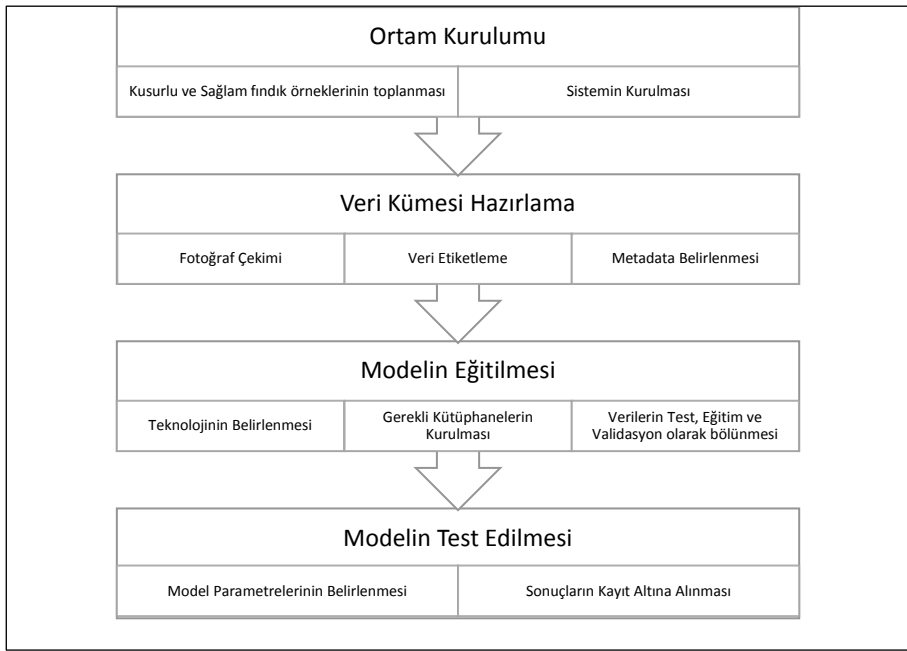 Ortam Kurulumu
Kusurlu ve Sağlam fındık örneklerinin toplanması
Sistemin Kurulması
Veri Kümesi Hazırlama
Fotoğraf Çekimi
Veri Etiketleme
Metadata Belirlenmesi
Modelin Eğitilmesi
Teknolojinin Belirlenmesi
Gerekli Kütüphanelerin
Kurulması
Verilerin Test, Eğitim ve
Validasyon olarak bölünmesi
Modelin Test Edilmesi
Model Parametrelerinin Belirlenmesi
Sonuçların Kayıt Altına Alınması